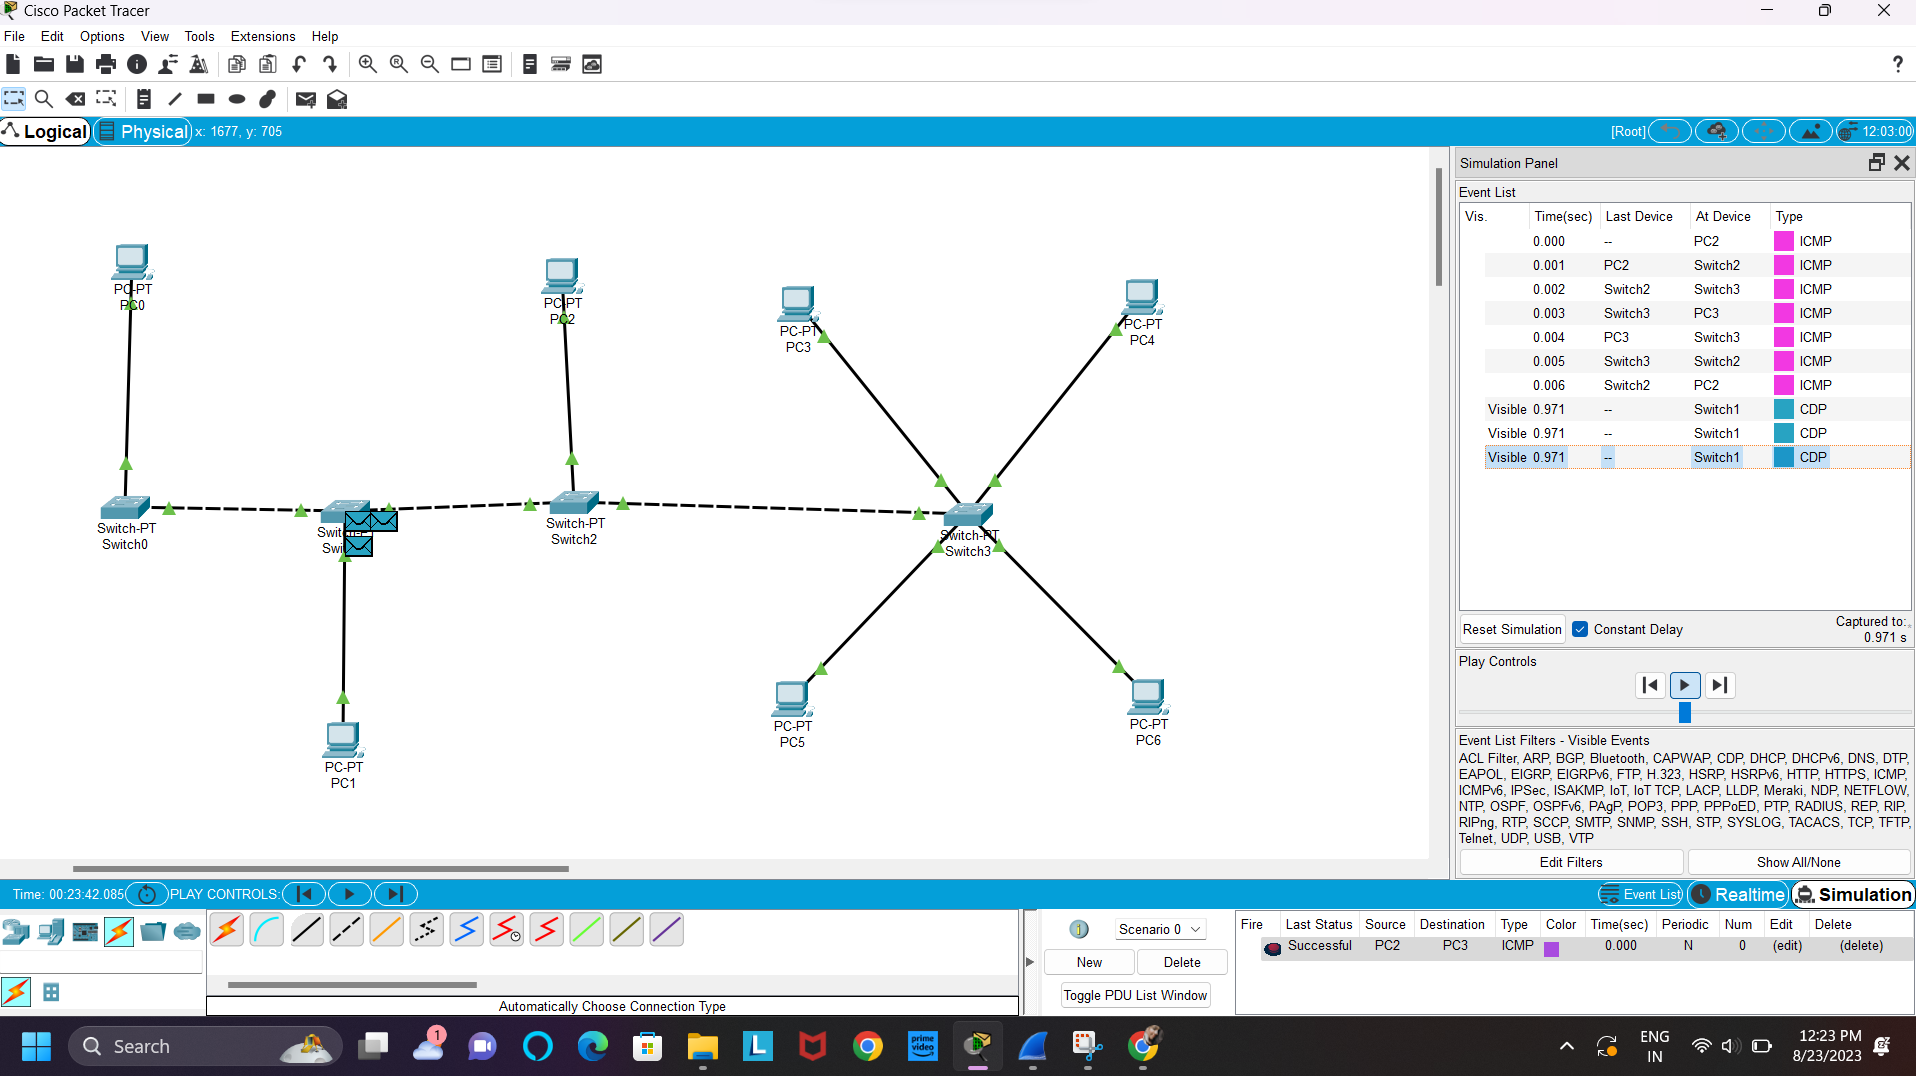 Cisco Packet Tracer
File Edit Options View Tools Extensions Help
?
Logical Physical x: 1677, y: 705 [Root] 12:03:00
PC-PT
PC0
PC-PT
PC2
PC-PT
PC3
PC-PT
PC4
Switch-PT
Switch0
Switch-PT
Switch2
Switch-PT
Switch3
PC-PT
PC1
PC-PT
PC5
PC-PT
PC6
Simulation Panel
Event List
Vis. Time(sec) Last Device At Device Type
0.000 -- PC2 ICMP
0.001 PC2 Switch2 ICMP
0.002 Switch2 Switch3 ICMP
0.003 Switch3 PC3 ICMP
0.004 PC3 Switch3 ICMP
0.005 Switch3 Switch2 ICMP
0.006 Switch2 PC2 ICMP
Visible 0.971 -- Switch1 CDP
Visible 0.971 -- Switch1 CDP
Visible 0.971 -- Switch1 CDP
Reset Simulation Constant Delay Captured to:
0.971 s
Play Controls
Event List Filters - Visible Events
ACL Filter, ARP, BGP, Bluetooth, CAPWAP, CDP, DHCP, DHCPv6, DNS, DTP,
EAPOL, EIGRP, EIGRPv6, FTP, H.323, HSRP, HSRPv6, HTTP, HTTPS, ICMP,
ICMPv6, IPSec, ISAKMP, IoT, IoT TCP, LACP, LLDP, Meraki, NDP, NETFLOW,
NTP, OSPF, OSPFv6, PAgP, POP3, PPP, PPPoED, PTP, RADIUS, REP, RIP,
RIPng, RTP, SCCP, SMTP, SNMP, SSH, STP, SYSLOG, TACACS, TCP, TFTP,
Telnet, UDP, USB, VTP
Edit Filters Show All/None
Time: 00:23:42.085 PLAY CONTROLS: Event List Realtime Simulation
Automatically Choose Connection Type
Scenario 0
New Delete
Toggle PDU List Window
Fire Last Status Source Destination Type Color Time(sec) Periodic Num Edit Delete
Successful PC2 PC3 ICMP 0.000 N 0 (edit) (delete)
Search
1
L
prime
video
ENG
IN
12:23 PM
8/23/2023